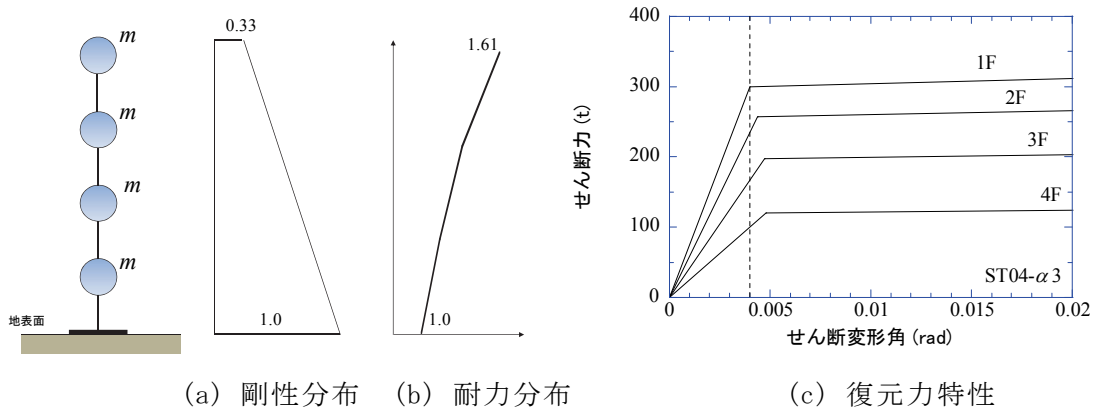 m
m
m
m
地表面
0.33
1.0
1.61
1.0
400
300
200
100
0
せん断力 (t)
1F
2F
3F
4F
ST04-α3
0
0.005
0.01
0.015
0.02
せん断変形角 (rad)
(a) 剛性分布
(b) 耐力分布
(c) 復元力特性